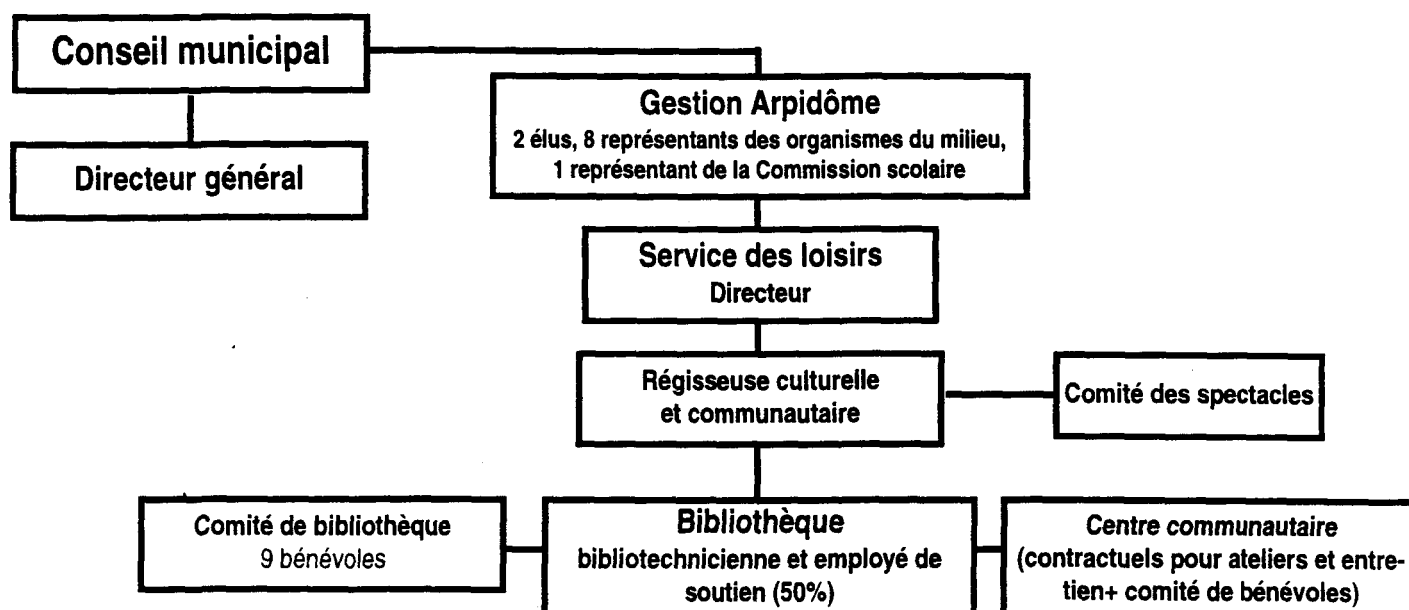 Conseil municipal
Gestion Arpidôme
2 élus, 8 représentants des organismes du milieu,
1 représentant de la Commission scolaire
Directeur général
Service des loisirs
Directeur
Régisseuse culturelle
et communautaire
Comité des spectacles
Comité de bibliothèque
9 bénévoles
Bibliothèque
bibliotechnicienne et employé de
soutien (50%)
Centre communautaire
(contractuels pour ateliers et entre-
tien+ comité de bénévoles)